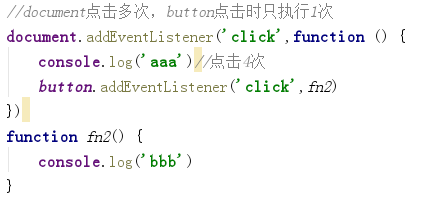 //document点击多次，button点击时只执行1次
document.addEventListener('click',function () {
    console.log('aaa')//点击4次
    button.addEventListener('click',fn2)
})
function fn2() {
    console.log('bbb')
}